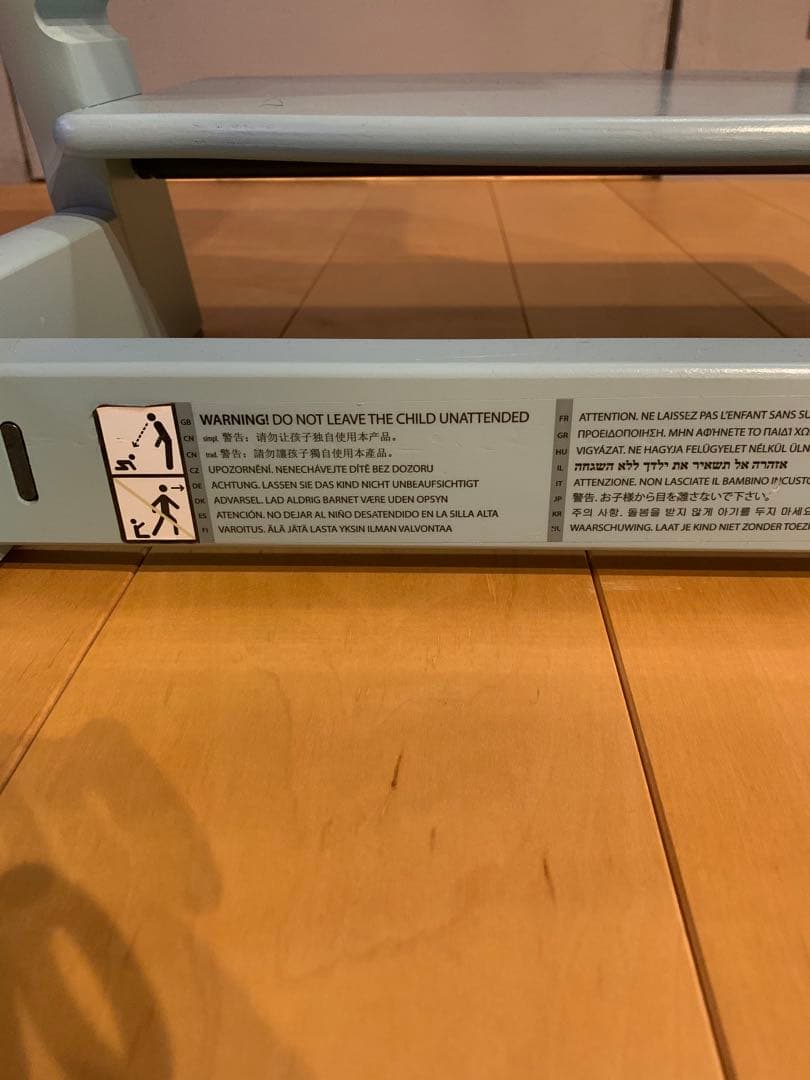 GB WARNING! DO NOT LEAVE THE CHILD UNATTENDED
CN simpl. 警告：请勿让孩子独自使用本产品。
CN trad. 警告：請勿讓孩子獨自使用本產品。
CZ UPOZORNĚNÍ. NENECHÁVEJTE DÍTĚ BEZ DOZORU
DE ACHTUNG. LASSEN SIE DAS KIND NICHT UNBEAUFSICHTIGT
DK ADVARSEL. LAD ALDRIG BARNET VÆRE UDEN OPSYN
ES ATENCIÓN. NO DEJAR AL NIÑO DESATENDIDO EN LA SILLA ALTA
FI VAROITUS. ÄLÄ JÄTÄ LASTA YKSIN ILMAN VALVONTAA
FR ATTENTION. NE LAISSEZ PAS L'ENFANT SANS SU
GR ΠΡΟΕΙΔΟΠΟΙΗΣΗ. ΜΗΝ ΑΦΉΝΕΤΕ ΤΟ ΠΑΙΔΊ ΧΩ
HU VIGYÁZAT. NE HAGYJA FELÜGYELET NÉLKÜL ÜLN
IL אזהרה אל תשאיר את ילדך ללא השגחה
IT ATTENZIONE. NON LASCIATE IL BAMBINO INCUSTO
JP 警告. お子様から目を離さないで下さい。
KR 주의 사항. 돌봄을 받지 않게 아기를 두지 마세요
NL WAARSCHUWING. LAAT JE KIND NIET ZONDER TOEZI